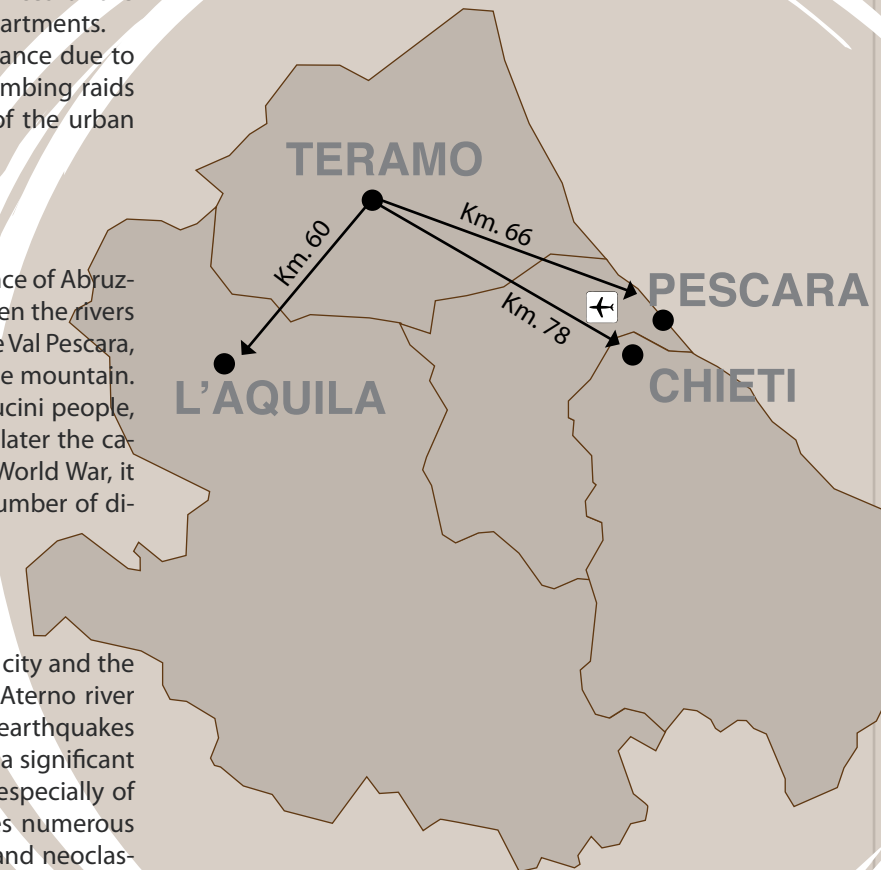 artments.
ance due to
mbing raids
of the urban
ce of Abruz-
en the rivers
Val Pescara,
e mountain.
ucini people,
later the ca-
World War, it
umber of di-
city and the
Aterno river
earthquakes
a significant
especially of
es numerous
and neoclas-
TERAMO
Km. 60
Km. 66
Km. 78
PESCARA
CHIETI
L'AQUILA